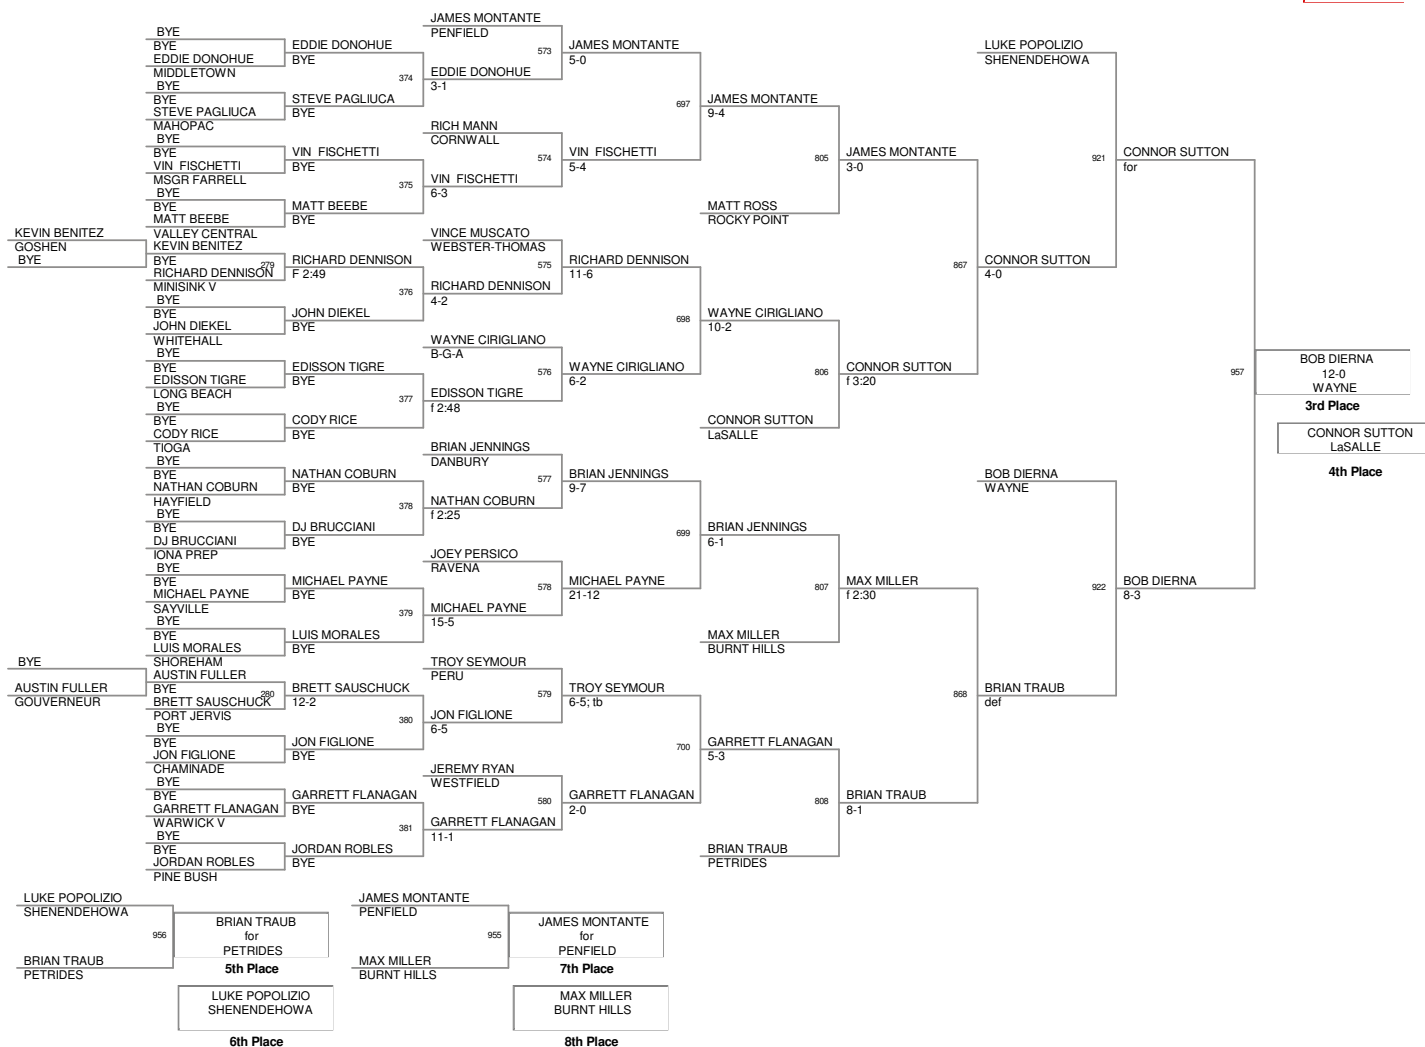 KEVIN BENITEZ
GOSHEN
BYE
BYE
AUSTIN FULLER
GOUVERNEUR
BYE
BYE
EDDIE DONOHUE
MIDDLETOWN
BYE
BYE
STEVE PAGLIUCA
MAHOPAC
BYE
BYE
VIN FISCHETTI
MSGR FARRELL
BYE
BYE
MATT BEEBE
VALLEY CENTRAL
KEVIN BENITEZ
BYE
279
RICHARD DENNISON
MINISINK V
BYE
BYE
JOHN DIEKEL
WHITEHALL
BYE
BYE
EDISSON TIGRE
LONG BEACH
BYE
BYE
CODY RICE
TIOGA
BYE
BYE
NATHAN COBURN
HAYFIELD
BYE
BYE
DJ BRUCCIANI
IONA PREP
BYE
BYE
MICHAEL PAYNE
SAYVILLE
BYE
BYE
LUIS MORALES
SHOREHAM
AUSTIN FULLER
BYE
280
BRETT SAUSCHUCK
PORT JERVIS
BYE
BYE
JON FIGLIONE
CHAMINADE
BYE
BYE
GARRETT FLANAGAN
WARWICK V
BYE
BYE
JORDAN ROBLES
PINE BUSH
EDDIE DONOHUE
BYE
374
STEVE PAGLIUCA
BYE
VIN FISCHETTI
BYE
375
MATT BEEBE
BYE
RICHARD DENNISON
F 2:49
376
JOHN DIEKEL
BYE
EDISSON TIGRE
BYE
377
CODY RICE
BYE
NATHAN COBURN
BYE
378
DJ BRUCCIANI
BYE
MICHAEL PAYNE
BYE
379
LUIS MORALES
BYE
BRETT SAUSCHUCK
12-2
380
JON FIGLIONE
BYE
GARRETT FLANAGAN
BYE
381
JORDAN ROBLES
BYE
JAMES MONTANTE
PENFIELD
573
EDDIE DONOHUE
3-1
RICH MANN
CORNWALL
574
VIN FISCHETTI
6-3
VINCE MUSCATO
WEBSTER-THOMAS
575
RICHARD DENNISON
4-2
WAYNE CIRIGLIANO
B-G-A
576
EDISSON TIGRE
f 2:48
BRIAN JENNINGS
DANBURY
577
NATHAN COBURN
f 2:25
JOEY PERSICO
RAVENA
578
MICHAEL PAYNE
15-5
TROY SEYMOUR
PERU
579
JON FIGLIONE
6-5
JEREMY RYAN
WESTFIELD
580
GARRETT FLANAGAN
11-1
JAMES MONTANTE
5-0
697
VIN FISCHETTI
5-4
RICHARD DENNISON
11-6
698
WAYNE CIRIGLIANO
6-2
BRIAN JENNINGS
9-7
699
MICHAEL PAYNE
21-12
TROY SEYMOUR
6-5; tb
700
GARRETT FLANAGAN
2-0
JAMES MONTANTE
9-4
805
MATT ROSS
ROCKY POINT
WAYNE CIRIGLIANO
10-2
806
CONNOR SUTTON
LaSALLE
BRIAN JENNINGS
6-1
807
MAX MILLER
BURNT HILLS
GARRETT FLANAGAN
5-3
808
BRIAN TRAUB
PETRIDES
JAMES MONTANTE
3-0
867
CONNOR SUTTON
f 3:20
MAX MILLER
f 2:30
868
BRIAN TRAUB
8-1
LUKE POPOLIZIO
SHENENDEHOWA
921
CONNOR SUTTON
4-0
BOB DIERNA
WAYNE
922
BRIAN TRAUB
def
CONNOR SUTTON
for
957
BOB DIERNA
8-3
BOB DIERNA
12-0
WAYNE
3rd Place
CONNOR SUTTON
LaSALLE
4th Place
LUKE POPOLIZIO
SHENENDEHOWA
956
BRIAN TRAUB
PETRIDES
BRIAN TRAUB
for
PETRIDES
5th Place
LUKE POPOLIZIO
SHENENDEHOWA
6th Place
JAMES MONTANTE
PENFIELD
955
MAX MILLER
BURNT HILLS
JAMES MONTANTE
for
PENFIELD
7th Place
MAX MILLER
BURNT HILLS
8th Place